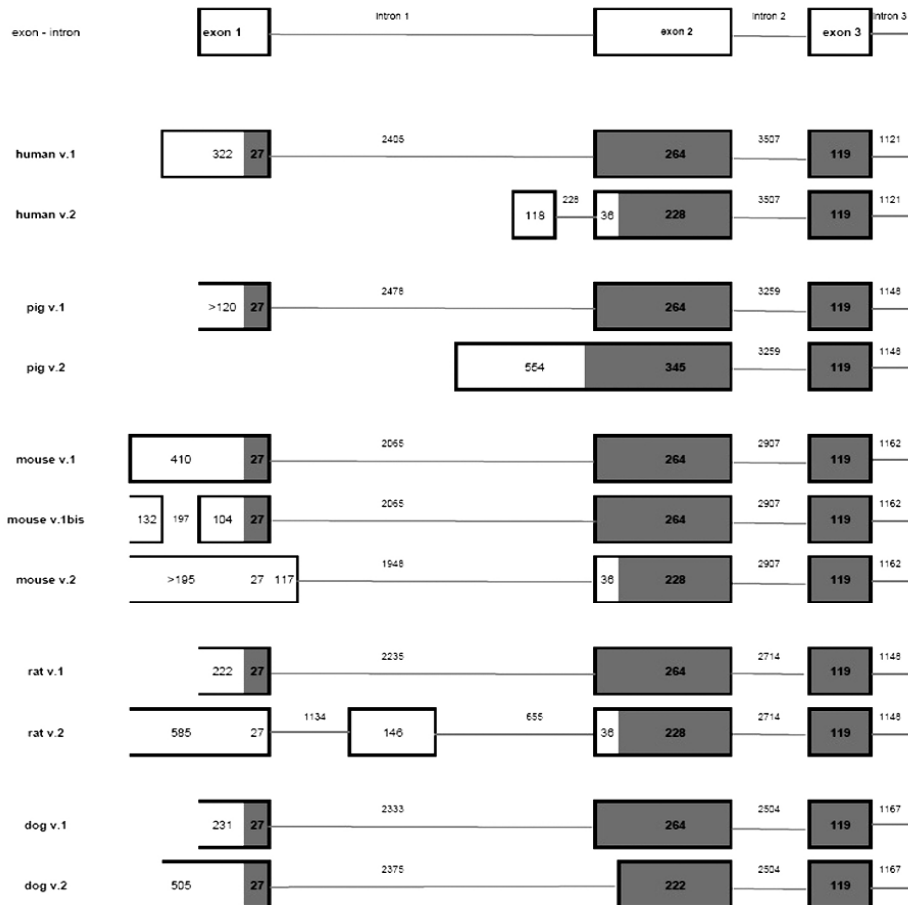 Intron 1 Intron 2 Intron 3
exon - intron exon 1 exon 2 exon 3
2405 3507 1121
human v.1 322 27 264 119
228 3507 1121
human v.2 118 36 228 119
2478 3259 1148
pig v.1 >120 27 264 119
3259 1148
pig v.2 554 345 119
2065 2907 1162
mouse v.1 410 27 264 119
2065 2907 1162
mouse v.1bis 132 197 104 27 264 119
1948 2907 1162
mouse v.2 >195 27 117 36 228 119
2235 2714 1148
rat v.1 222 27 264 119
1134 655 2714 1148
rat v.2 585 27 146 36 228 119
2333 2504 1167
dog v.1 231 27 264 119
2375 2504 1167
dog v.2 505 27 222 119